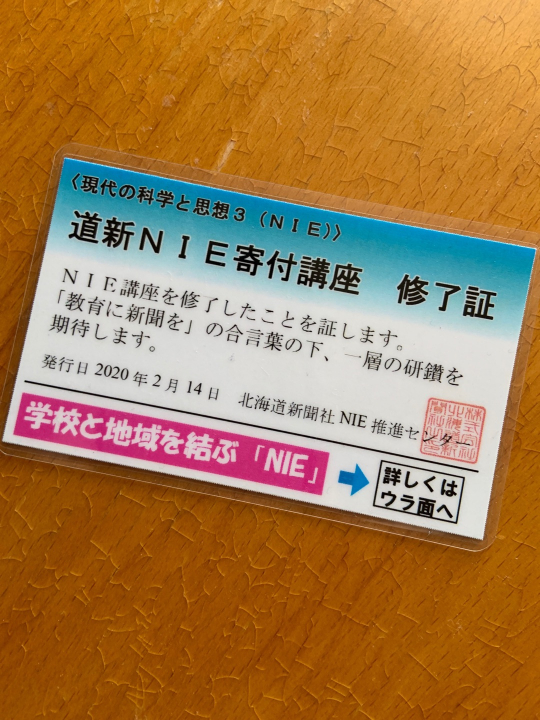 〈現代の科学と思想３（ＮＩＥ）〉
道新ＮＩＥ寄付講座　修了証
ＮＩＥ講座を修了したことを証します。
「教育に新聞を」の合言葉の下、一層の研鑽を
期待します。
発行日 2020 年 2 月 14 日　北海道新聞社 NIE 推進センター
学校と地域を結ぶ「NIE」
詳しくは
ウラ面へ